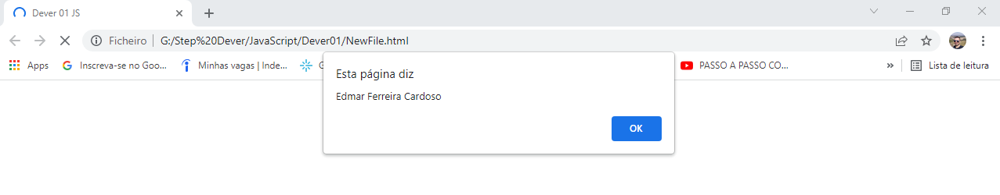 Dever 01 JS
Ficheiro G:/Step%20Dever/JavaScript/Dever01/NewFile.html
Apps Inscreva-se no Goo... Minhas vagas | Inde... PASSO A PASSO CO... » Lista de leitura
Esta página diz
Edmar Ferreira Cardoso
OK